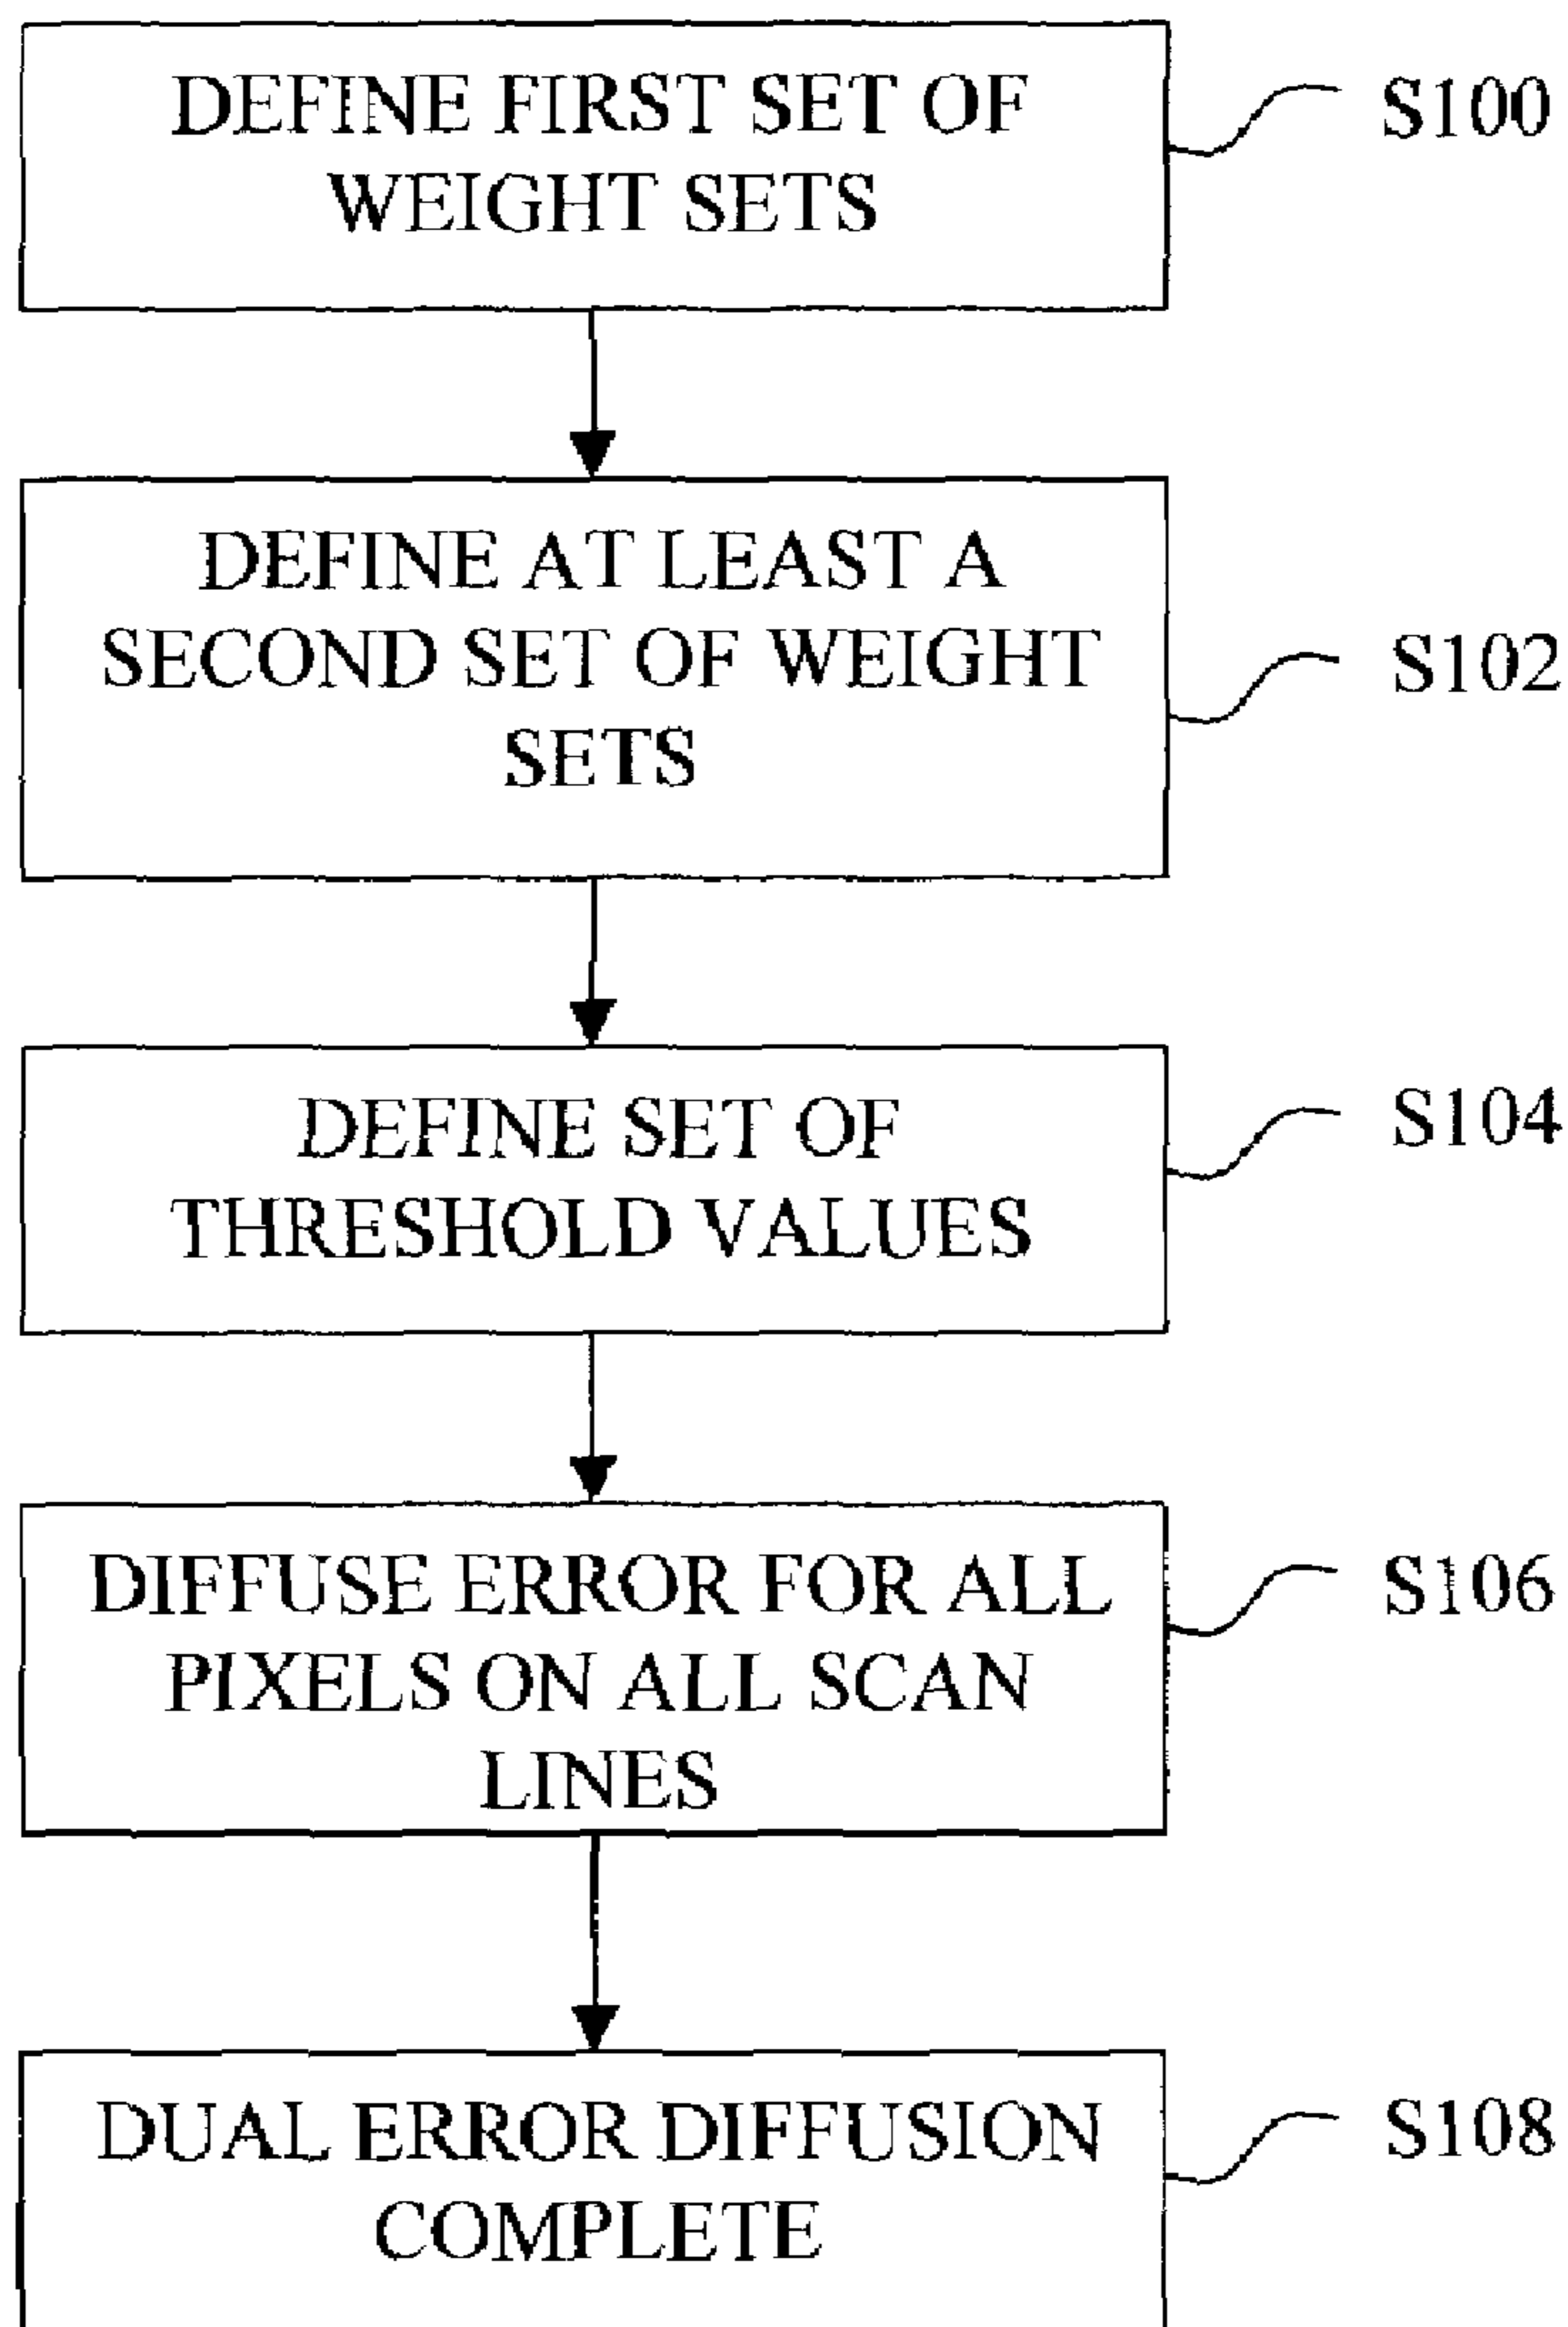 DEFINE FIRST SET OF
WEIGHT SETS
S100
DEFINE AT LEAST A
SECOND SET OF WEIGHT
SETS
S102
DEFINE SET OF
THRESHOLD VALUES
S104
DIFFUSE ERROR FOR ALL
PIXELS ON ALL SCAN
LINES
S106
DUAL ERROR DIFFUSION
COMPLETE
S108